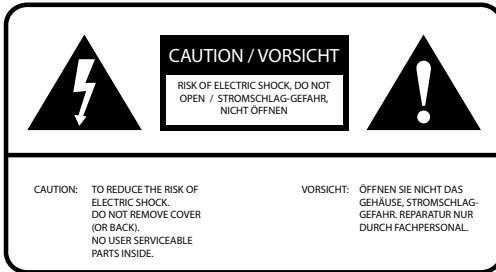 CAUTION / VORSICHT
RISK OF ELECTRIC SHOCK, DO NOT
OPEN / STROMSCHLAG-GEFAHR,
NICHT ÖFFNEN
CAUTION: TO REDUCE THE RISK OF
ELECTRIC SHOCK.
DO NOT REMOVE COVER
(OR BACK).
NO USER SERVICEABLE
PARTS INSIDE.
VORSICHT: ÖFFNEN SIE NICHT DAS
GEHÄUSE, STROMSCHLAG-
GEFAHR. REPARATUR NUR
DURCH FACHPERSONAL.